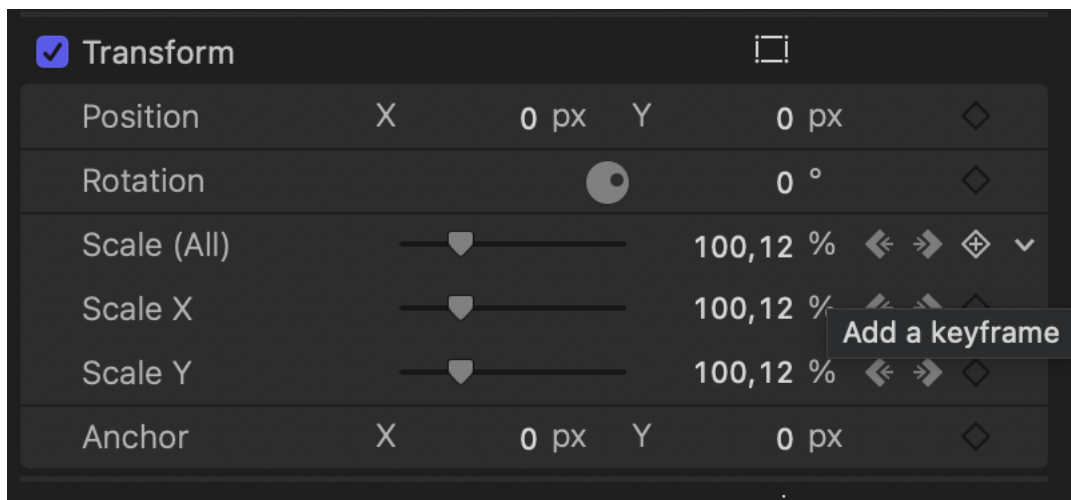 Transform
Position X 0 px Y 0 px
Rotation 0 °
Scale (All) 100,12 %
Scale X 100,12 %
Add a keyframe
Scale Y 100,12 %
Anchor X 0 px Y 0 px